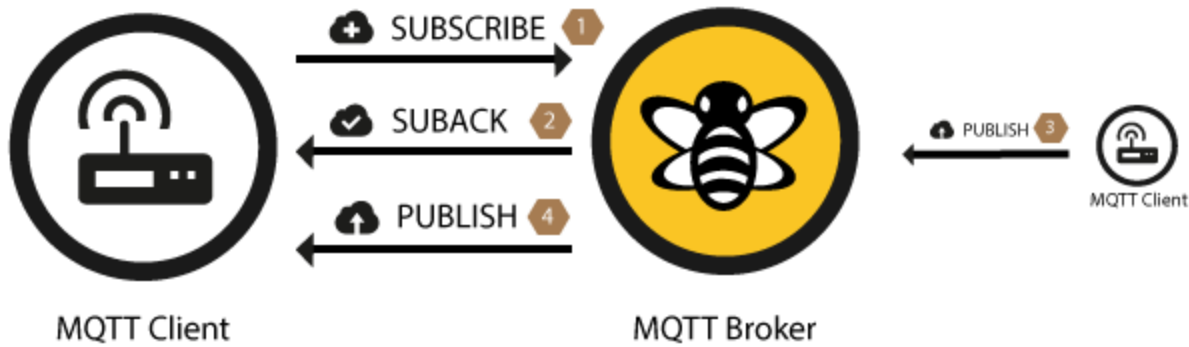 SUBSCRIBE 1
SUBACK 2
PUBLISH 3
PUBLISH 4
MQTT Client
MQTT Client
MQTT Broker